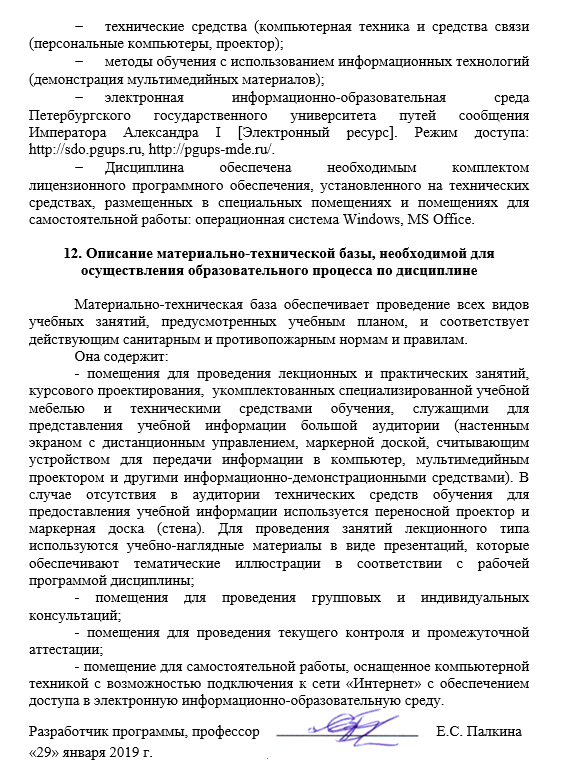 – технические средства (компьютерная техника и средства связи
(персональные компьютеры, проектор);
– методы обучения с использованием информационных технологий
(демонстрация мультимедийных материалов);
– электронная информационно-образовательная среда
Петербургского государственного университета путей сообщения
Императора Александра I [Электронный ресурс]. Режим доступа:
http://sdo.pgups.ru, http://pgups-mde.ru/.
– Дисциплина обеспечена необходимым комплектом
лицензионного программного обеспечения, установленного на технических
средствах, размещенных в специальных помещениях и помещениях для
самостоятельной работы: операционная система Windows, MS Office.
12. Описание материально-технической базы, необходимой для
осуществления образовательного процесса по дисциплине
Материально-техническая база обеспечивает проведение всех видов
учебных занятий, предусмотренных учебным планом, и соответствует
действующим санитарным и противопожарным нормам и правилам.
Она содержит:
- помещения для проведения лекционных и практических занятий,
курсового проектирования, укомплектованных специализированной учебной
мебелью и техническими средствами обучения, служащими для
представления учебной информации большой аудитории (настенным
экраном с дистанционным управлением, маркерной доской, считывающим
устройством для передачи информации в компьютер, мультимедийным
проектором и другими информационно-демонстрационными средствами). В
случае отсутствия в аудитории технических средств обучения для
предоставления учебной информации используется переносной проектор и
маркерная доска (стена). Для проведения занятий лекционного типа
используются учебно-наглядные материалы в виде презентаций, которые
обеспечивают тематические иллюстрации в соответствии с рабочей
программой дисциплины;
- помещения для проведения групповых и индивидуальных
консультаций;
- помещения для проведения текущего контроля и промежуточной
аттестации;
- помещение для самостоятельной работы, оснащенное компьютерной
техникой с возможностью подключения к сети «Интернет» с обеспечением
доступа в электронную информационно-образовательную среду.
Разработчик программы, профессор Е.С. Палкина
«29» января 2019 г.